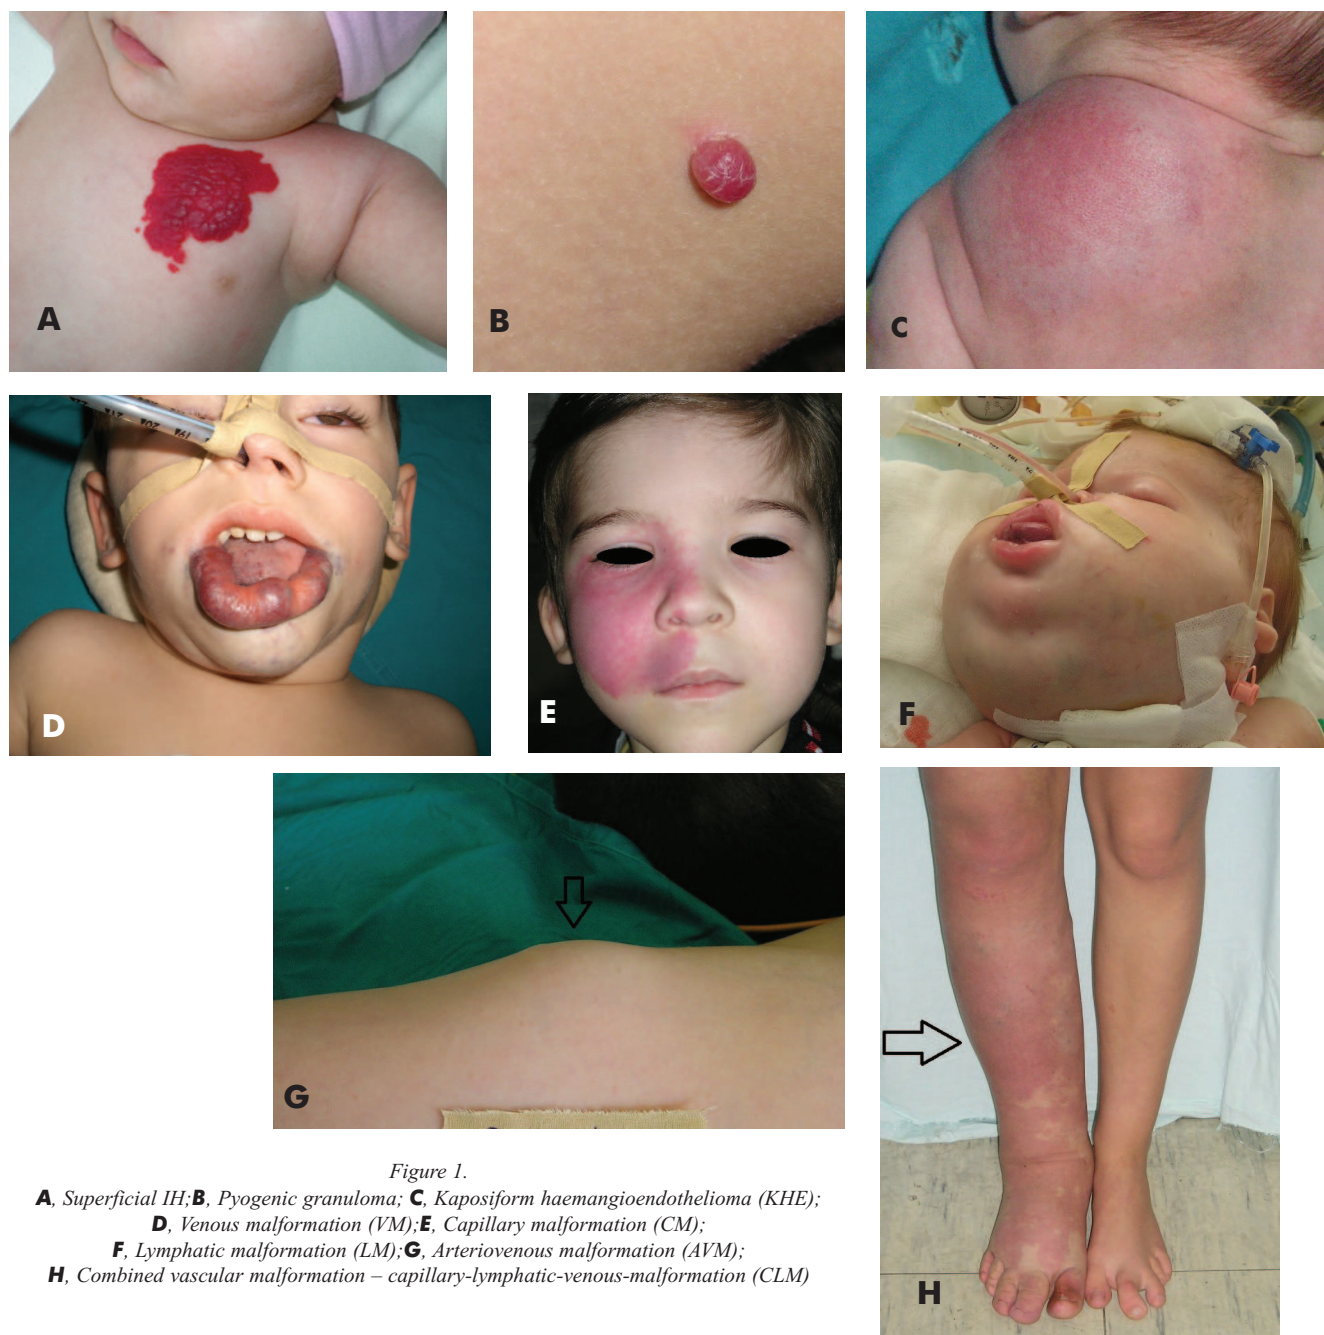 A
B
C
D
E
F
G
H
Figure 1.
A, Superficial IH;B, Pyogenic granuloma; C, Kaposiform haemangioendothelioma (KHE);
D, Venous malformation (VM);E, Capillary malformation (CM);
F, Lymphatic malformation (LM);G, Arteriovenous malformation (AVM);
H, Combined vascular malformation – capillary-lymphatic-venous-malformation (CLM)